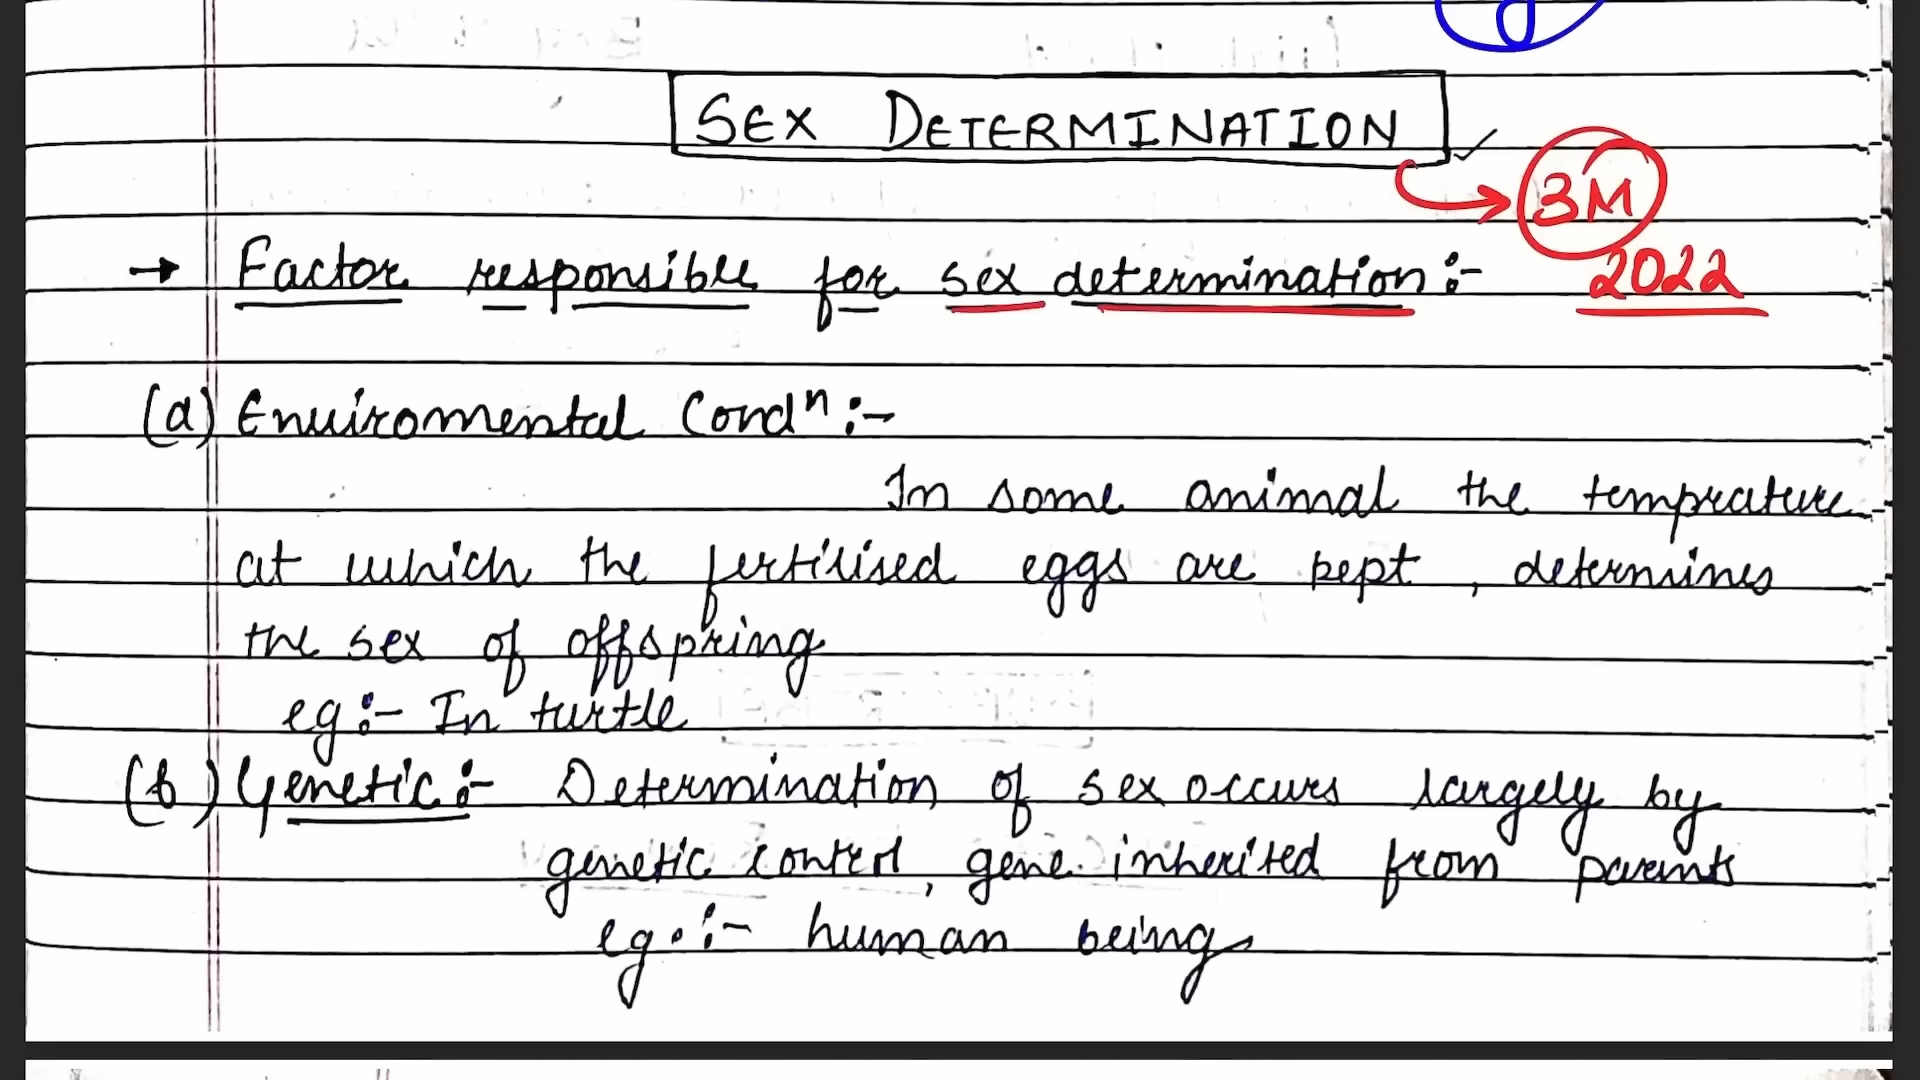 SEX DETERMINATION
3M
→ Factor responsible for sex determination :- 2022
(a) Enviromental Condⁿ :-
In some animal the temprature
at which the fertilised eggs are kept , determines
the sex of offspring
eg :- In turtle
(b) Genetic :- Determination of sex occurs largely by
genetic control, gene inherited from parents
eg. :- human beings